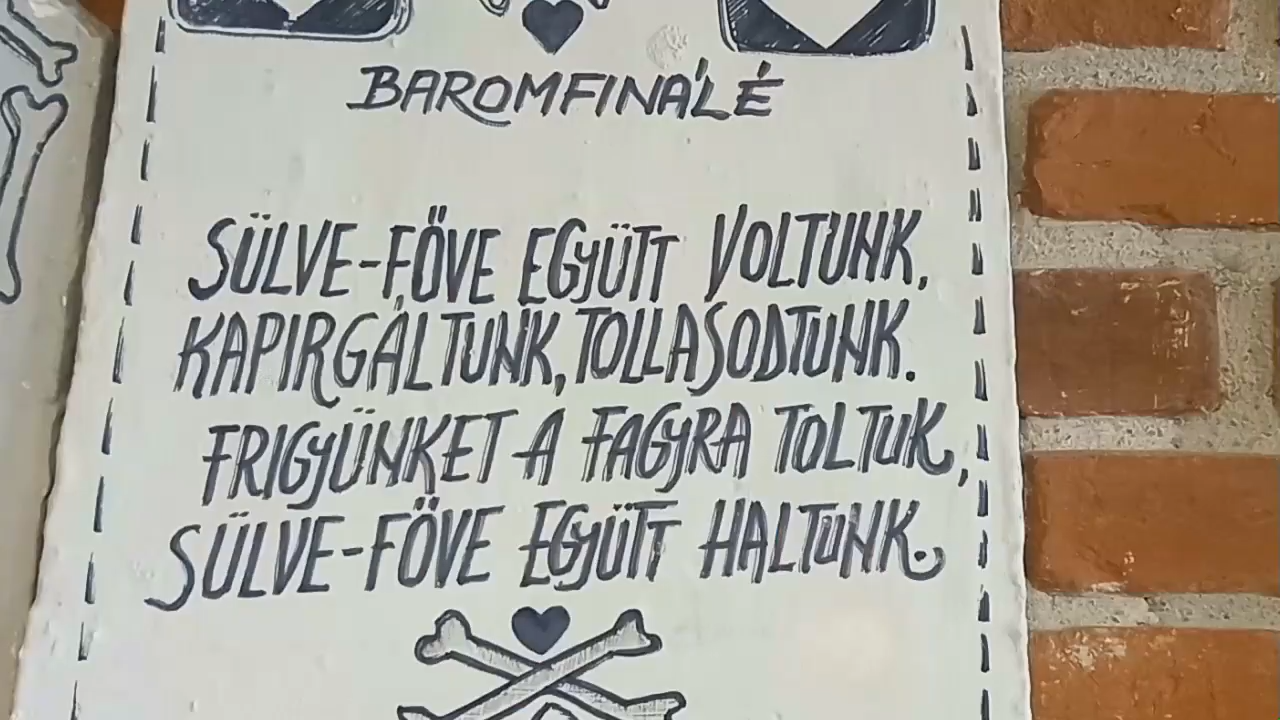 BAROMFINÁLÉ
SÜLVE-FŐVE EGYÜTT VOLTUNK,
KAPIRGÁLTUNK, TOLLASODTUNK.
FRIGYÜNKET A FAGYRA TOLTUK,
SÜLVE-FŐVE EGYÜTT HALTUNK.